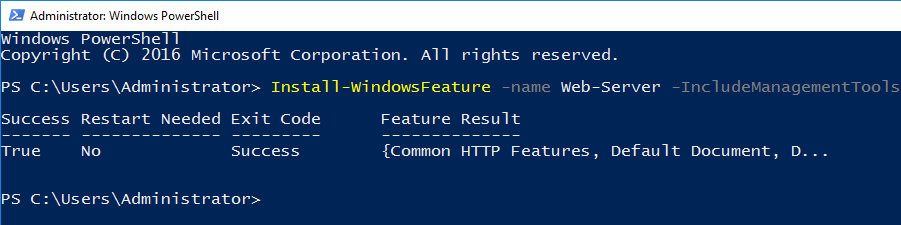 Administrator: Windows PowerShell
Windows PowerShell
Copyright (C) 2016 Microsoft Corporation. All rights reserved.
PS C:\Users\Administrator> Install-WindowsFeature -name Web-Server -IncludeManagementTools
Success Restart Needed Exit Code      Feature Result
------- -------------- ---------      --------------
True    No             Success        {Common HTTP Features, Default Document, D...
PS C:\Users\Administrator>